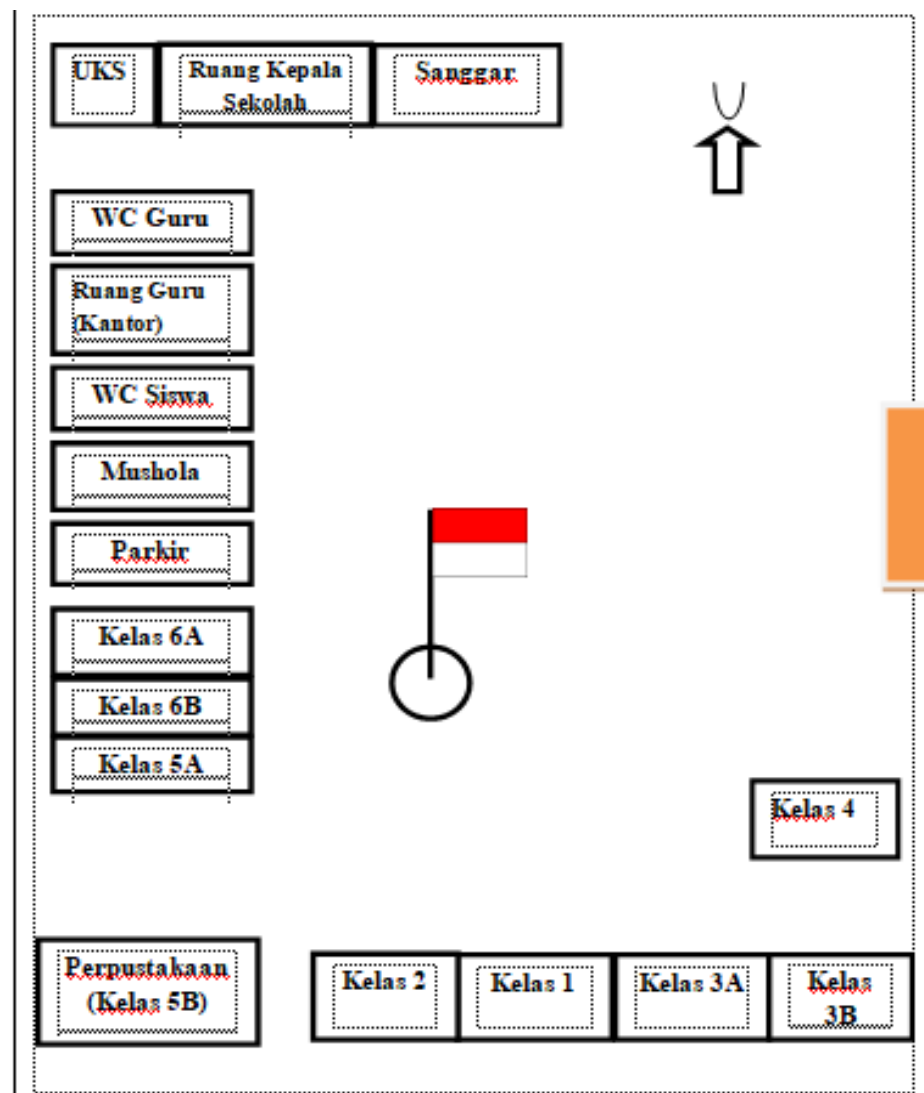 UKS
Ruang Kepala
Sekolah
Sanggar
U
WC Guru
Ruang Guru
(Kantor)
WC Siswa
Mushola
Parkir
Kelas 6A
Kelas 6B
Kelas 5A
Kelas 4
Perpustakaan
(Kelas 5B)
Kelas 2
Kelas 1
Kelas 3A
Kelas
3B